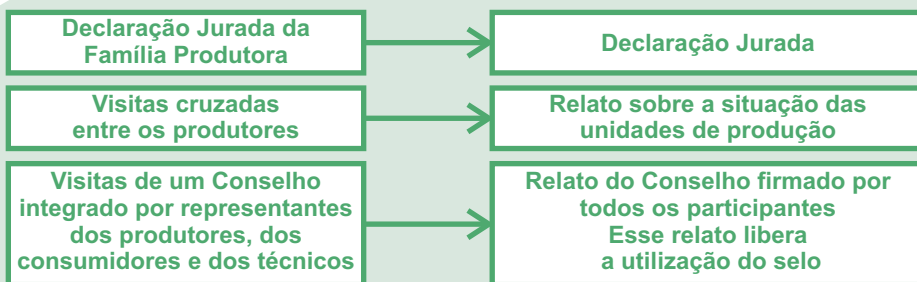 Declaração Jurada da
Família Produtora
Declaração Jurada
Visitas cruzadas
entre os produtores
Relato sobre a situação das
unidades de produção
Visitas de um Conselho
integrado por representantes
dos produtores, dos
consumidores e dos técnicos
Relato do Conselho firmado por
todos os participantes
Esse relato libera
a utilização do selo